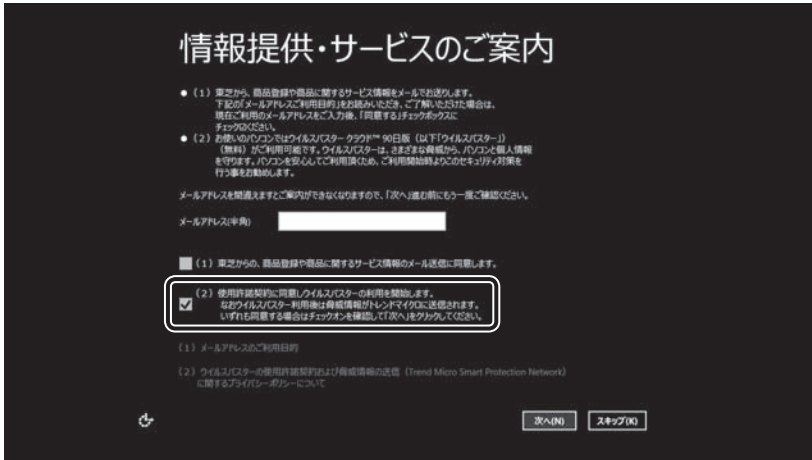 情報提供・サービスのご案内
● (1) 東芝から、商品登録や商品に関するサービス情報をメールでお送りします。
下記の「メールアドレスご利用目的」をお読みいただき、ご了解いただけた場合は、
現在ご利用のメールアドレスをご入力後、「同意する」チェックボックスに
チェックください。
● (2) お使いのパソコンではウイルスバスター クラウド™ 90日版 (以下「ウイルスバスター」)
(無料) がご利用可能です。ウイルスバスターは、さまざまな脅威から、パソコンと個人情報
を守ります。パソコンを安心してご利用頂くため、ご利用開始時よりこのセキュリティ対策を
行う事をお勧めします。
メールアドレスを間違えますとご案内ができなくなりますので、「次へ」進む前にもう一度ご確認ください。
メールアドレス(半角)
(1) 東芝からの、商品登録や商品に関するサービス情報のメール送信に同意します。
(2) 使用許諾契約に同意しウイルスバスターの利用を開始します。
なおウイルスバスター利用後は脅威情報がトレンドマイクロに送信されます。
いずれも同意する場合はチェックオンを確認して「次へ」をクリックしてください。
(1) メールアドレスのご利用目的
(2) ウイルスバスターの使用許諾契約および脅威情報の送信 (Trend Micro Smart Protection Network)
に関するプライバシーポリシーについて
次へ(N) スキップ(K)